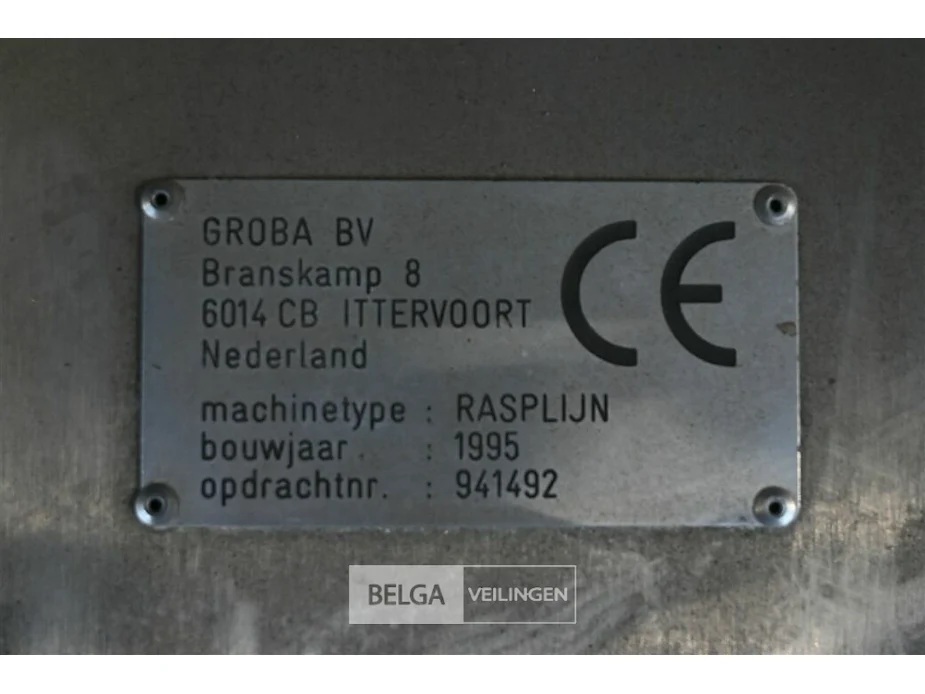 GROBA BV
Branskamp 8
6014 CB ITTERVOORT
Nederland
CE
machinetype : RASPLIJN
bouwjaar : 1995
opdrachtnr. : 941492
BELGA VEILINGEN